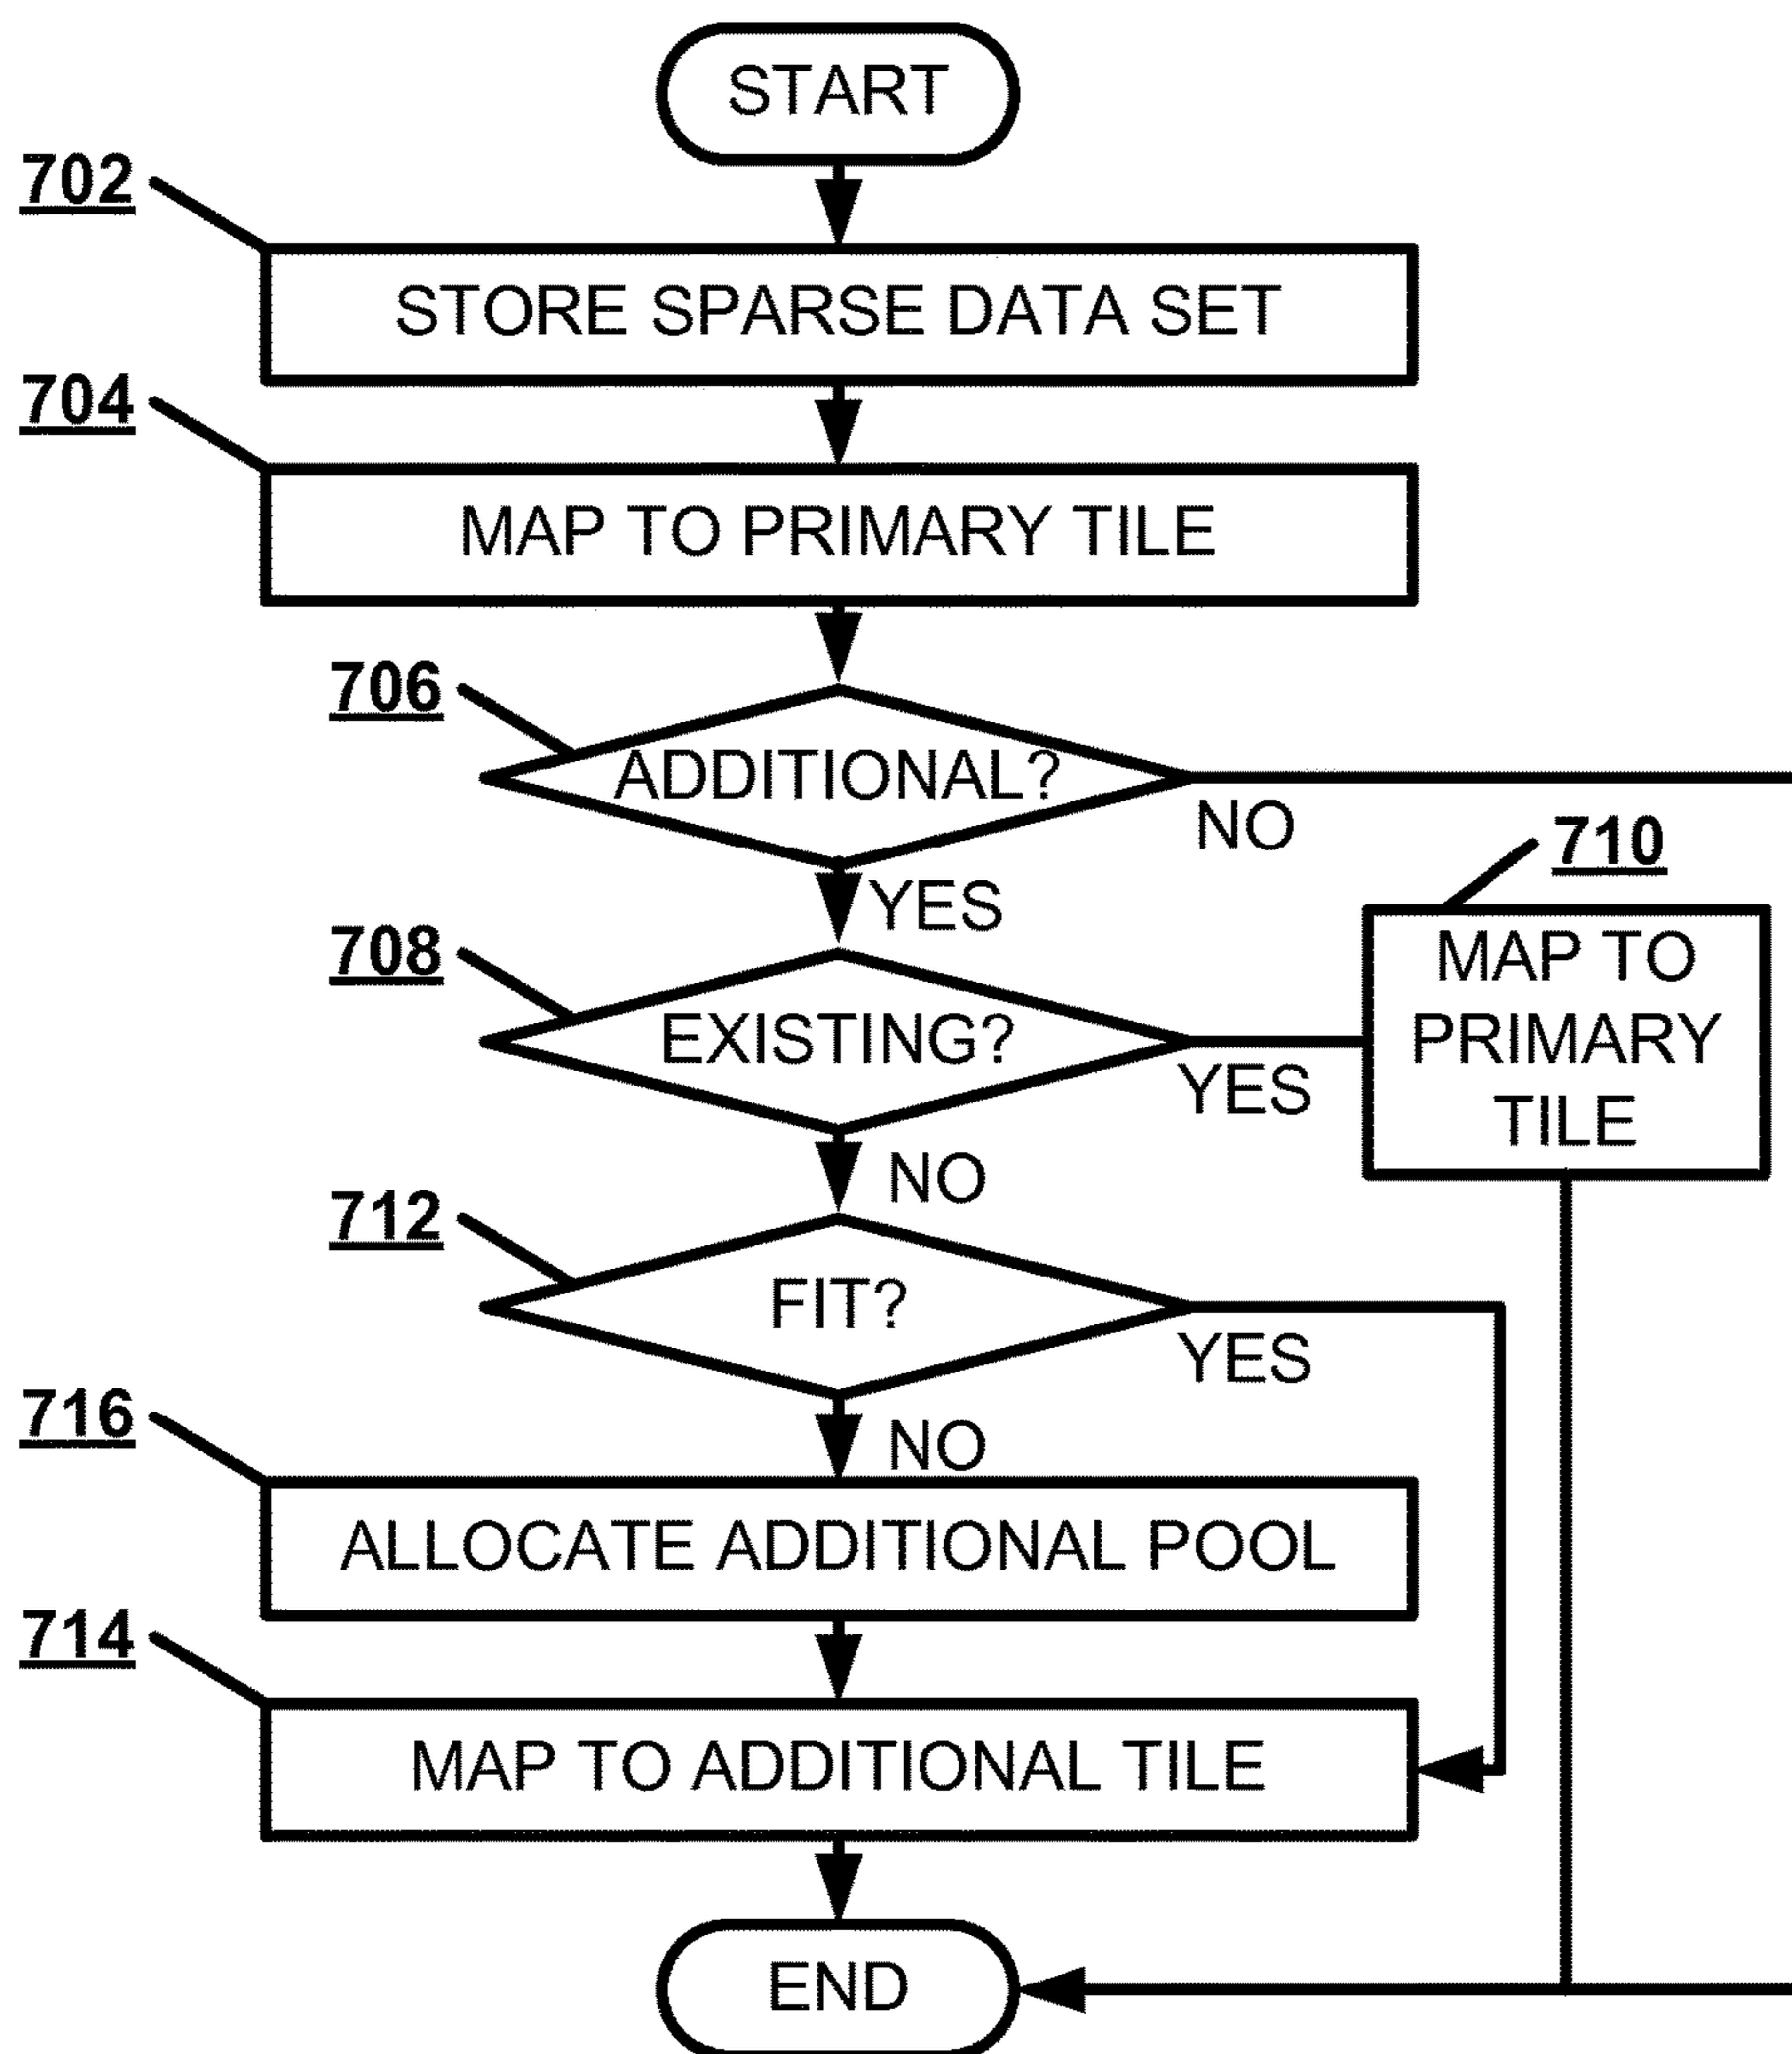 START
702
STORE SPARSE DATA SET
704
MAP TO PRIMARY TILE
706
ADDITIONAL?
NO
710
YES
MAP TO
PRIMARY
TILE
708
EXISTING?
YES
NO
712
FIT?
YES
716
NO
ALLOCATE ADDITIONAL POOL
714
MAP TO ADDITIONAL TILE
END